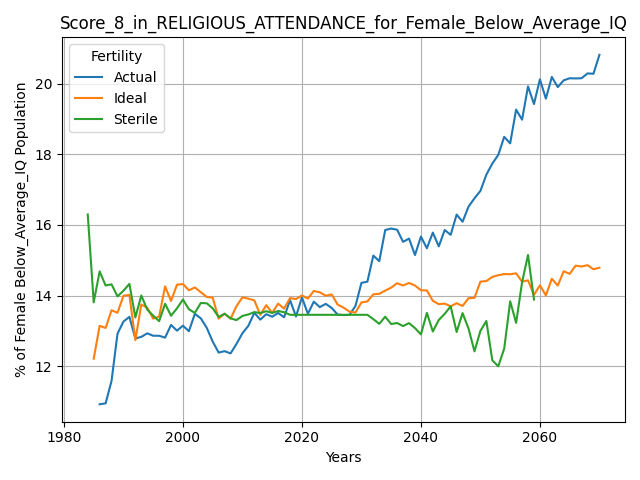 Score_8_in_RELIGIOUS_ATTENDANCE_for_Female_Below_Average_IQ
% of Female Below_Average_IQ Population
Fertility
Actual
Ideal
Sterile
20
18
16
14
12
1980
2000
2020
2040
2060
Years